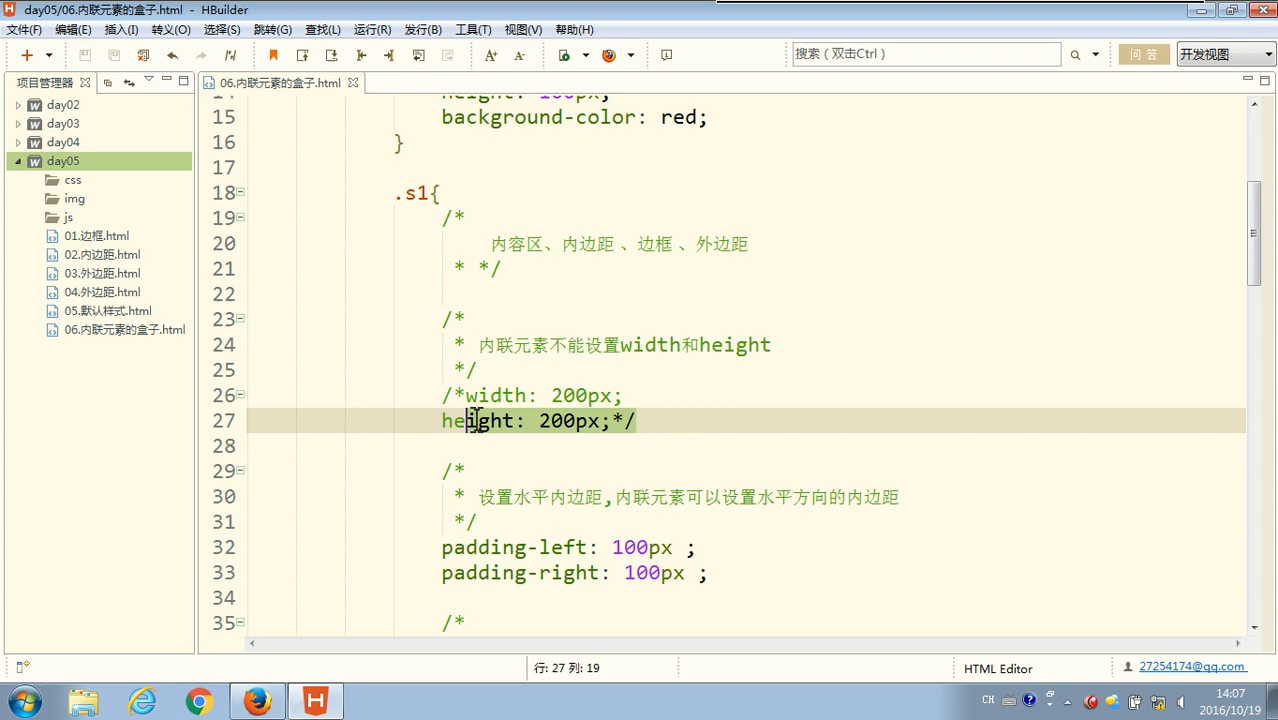 day05/06.内联元素的盒子.html - HBuilder
文件(F) 编辑(E) 插入(I) 转义(O) 选择(S) 跳转(G) 查找(L) 运行(R) 发行(B) 工具(T) 视图(V) 帮助(H)
搜索（双击Ctrl） 问答 开发视图
项目管理器
06.内联元素的盒子.html
day02
day03
day04
day05
css
img
js
01.边框.html
02.内边距.html
03.外边距.html
04.外边距.html
05.默认样式.html
06.内联元素的盒子.html
14 height: 100px;
15 background-color: red;
16 }
17
18 .s1{
19 /*
20 内容区、内边距 、边框 、外边距
21 * */
22
23 /*
24 * 内联元素不能设置width和height
25 */
26 /*width: 200px;
27 height: 200px;*/
28
29 /*
30 * 设置水平内边距,内联元素可以设置水平方向的内边距
31 */
32 padding-left: 100px ;
33 padding-right: 100px ;
34
35 /*
行: 27 列: 19
HTML Editor
27254174@qq.com
CH
14:07
2016/10/19